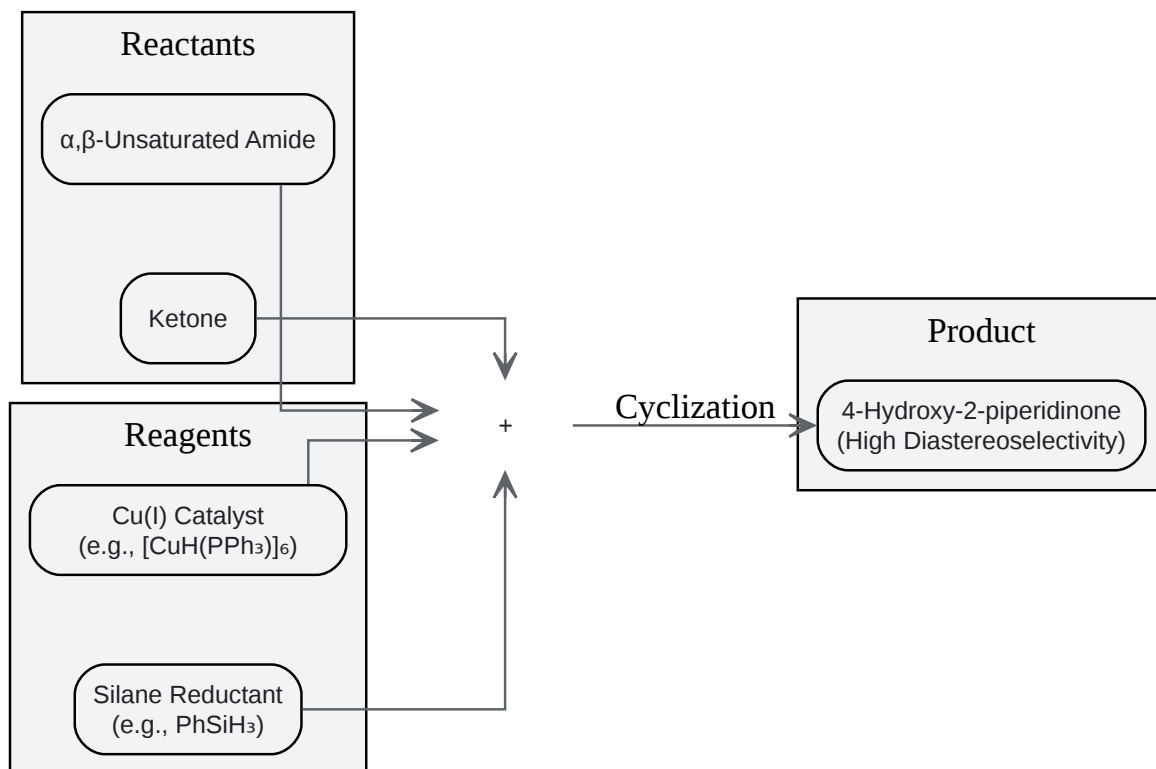 Reactants
α,β-Unsaturated Amide
Ketone
Reagents
Cu(I) Catalyst
(e.g., [CuH(PPh₃)]₆)
Silane Reductant
(e.g., PhSiH₃)
+
Cyclization
Product
4-Hydroxy-2-piperidinone
(High Diastereoselectivity)